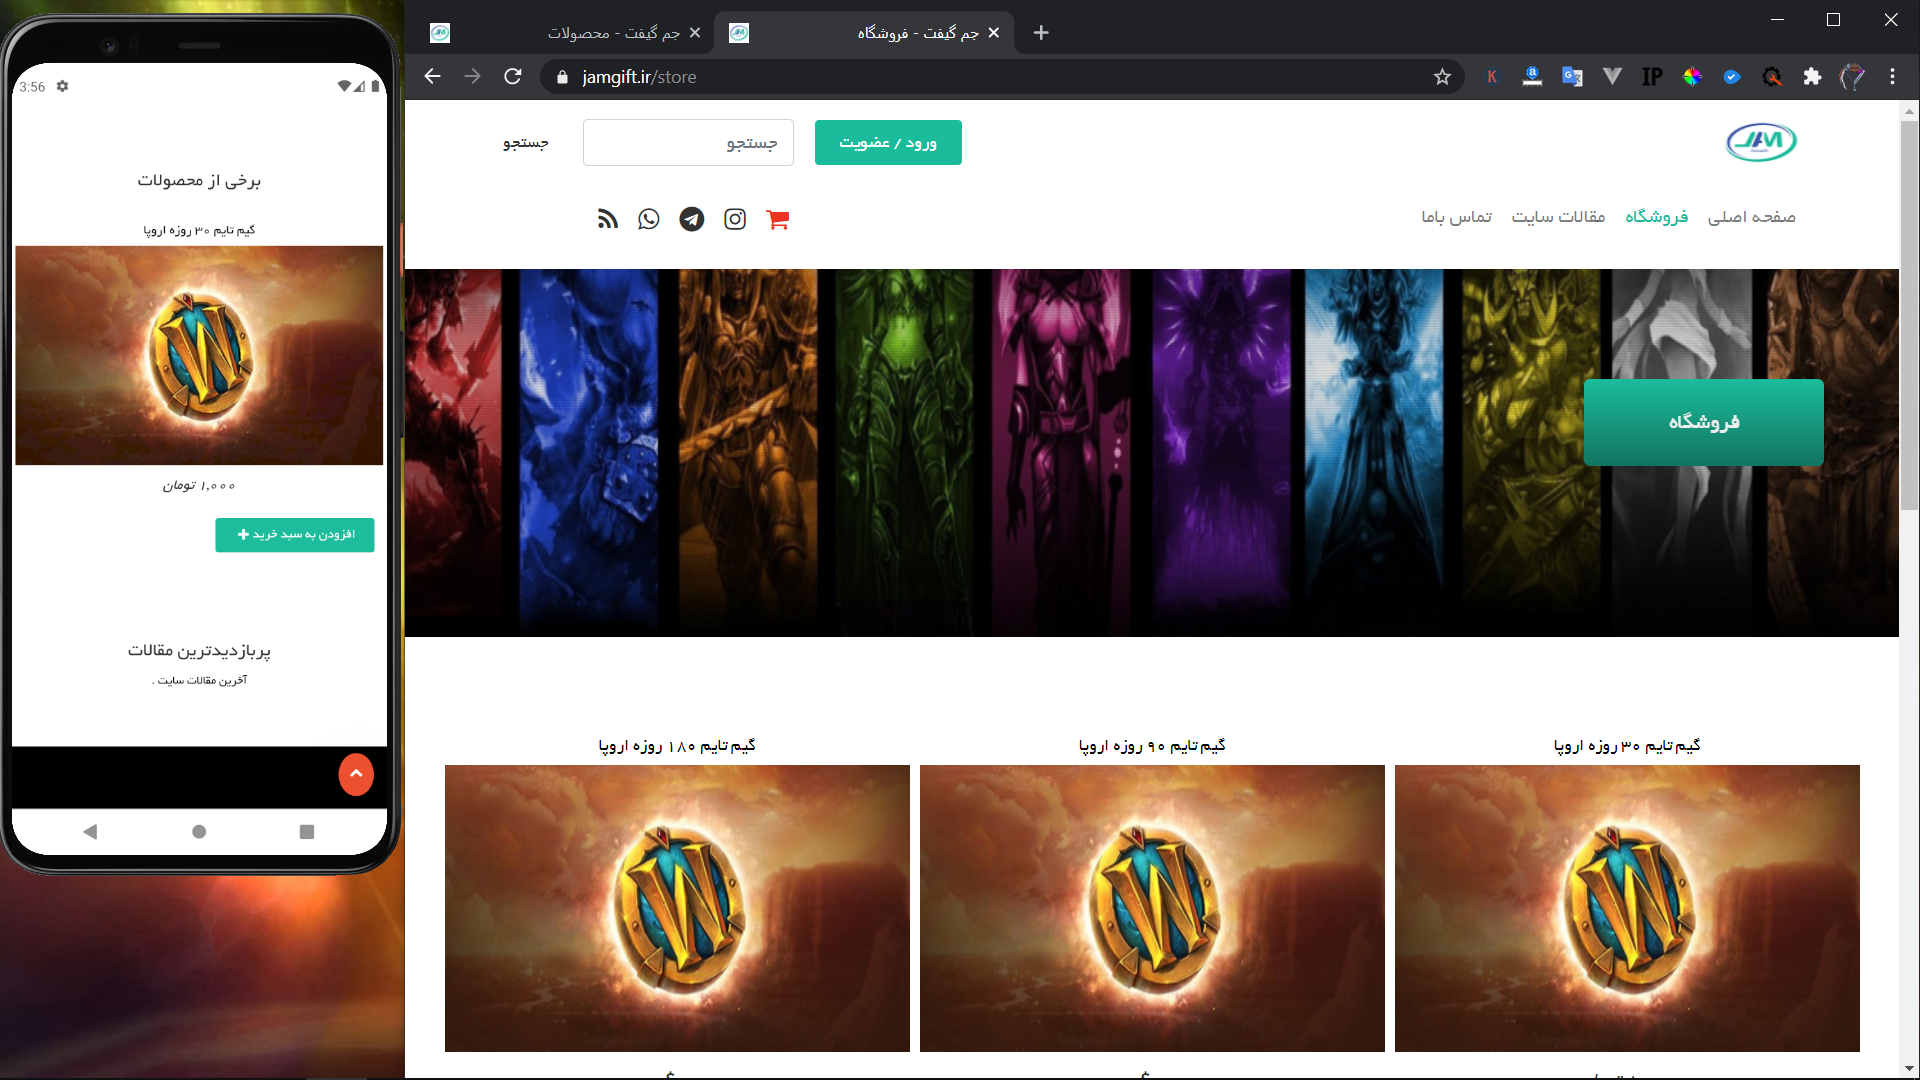 3:56
برخی از محصولات
گیم تایم ۳۰ روزه اروپا
W
۱,۰۰۰ تومان
افزودن به سبد خرید
پربازدیدترین مقالات
آخرین مقالات سایت .
جم گیفت - محصولات
جم گیفت - فروشگاه
jamgift.ir/store
K
a
G
IP
JAM
ورود / عضویت
جستجو
جستجو
صفحه اصلی
فروشگاه
مقالات سایت
تماس باما
فروشگاه
گیم تایم ۳۰ روزه اروپا
گیم تایم ۹۰ روزه اروپا
گیم تایم ۱۸۰ روزه اروپا
W
W
W